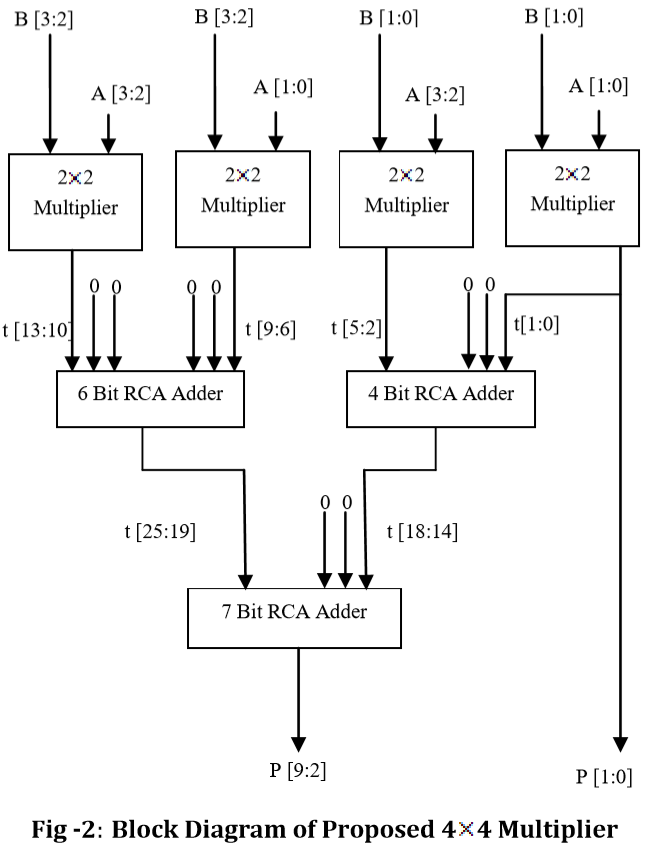 B [3:2]
B [3:2]
B [1:0]
B [1:0]
A [3:2]
A [1:0]
A [3:2]
A [1:0]
2×2
Multiplier
2×2
Multiplier
2×2
Multiplier
2×2
Multiplier
0 0
0 0
0 0
t [13:10]
t [9:6]
t [5:2]
t[1:0]
6 Bit RCA Adder
4 Bit RCA Adder
0 0
t [25:19]
t [18:14]
7 Bit RCA Adder
P [9:2]
P [1:0]
Fig -2: Block Diagram of Proposed 4×4 Multiplier